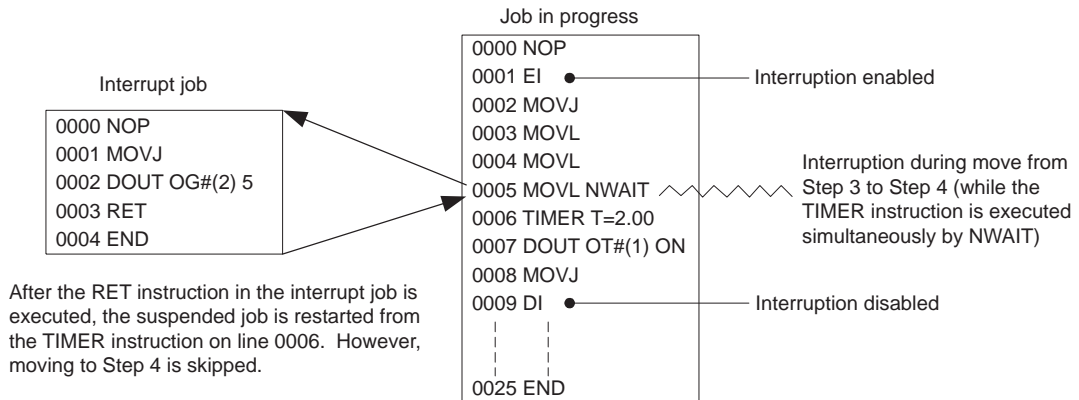 Job in progress
0000 NOP
0001 EI
0002 MOVJ
0003 MOVL
0004 MOVL
0005 MOVL NWAIT
0006 TIMER T=2.00
0007 DOUT OT#(1) ON
0008 MOVJ
0009 DI
0025 END
Interrupt job
0000 NOP
0001 MOVJ
0002 DOUT OG#(2) 5
0003 RET
0004 END
Interruption enabled
Interruption during move from
Step 3 to Step 4 (while the
TIMER instruction is executed
simultaneously by NWAIT)
Interruption disabled
After the RET instruction in the interrupt job is
executed, the suspended job is restarted from
the TIMER instruction on line 0006. However,
moving to Step 4 is skipped.